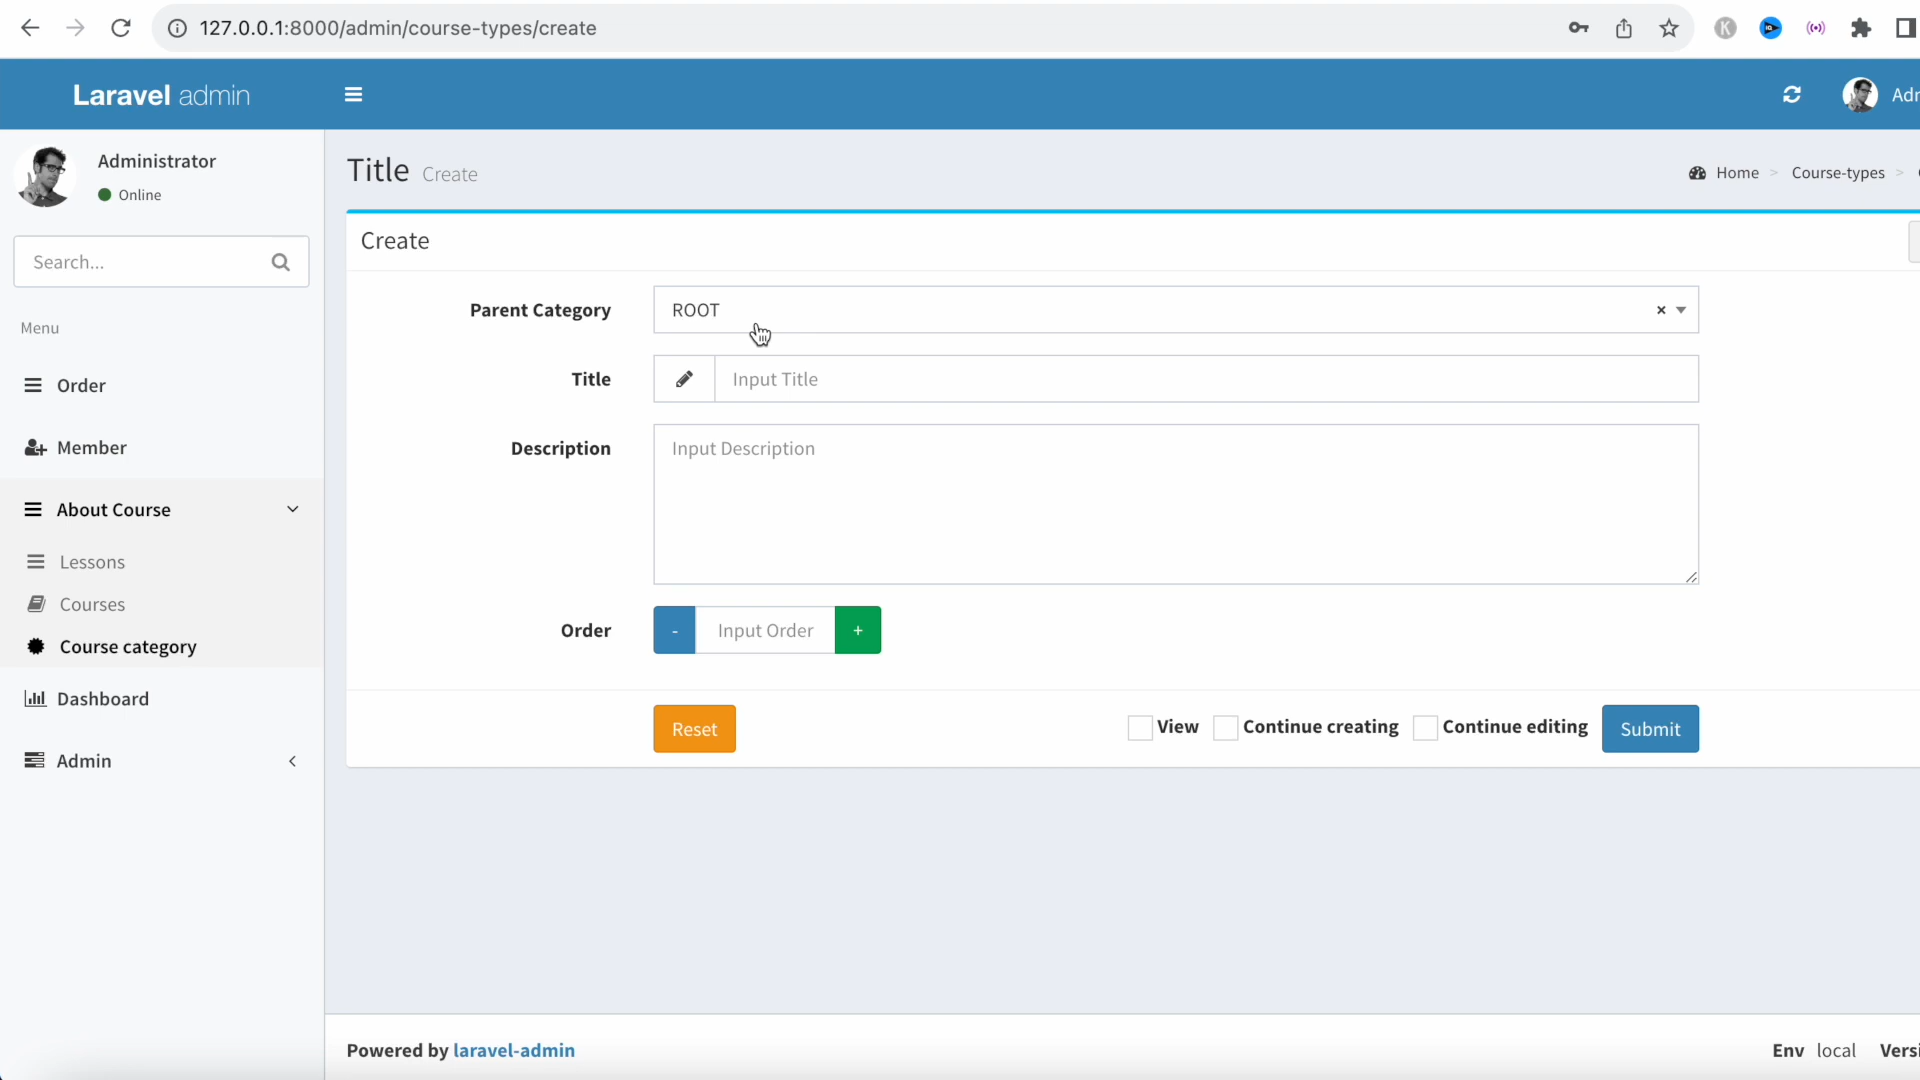 127.0.0.1:8000/admin/course-types/create
K
Laravel admin
Administrator
Online
Title Create
Home > Course-types >
Search...
Create
Menu
Parent Category
ROOT
×
Order
Title
Input Title
Member
Description
Input Description
About Course
Lessons
Courses
Order
-
Input Order
+
Course category
Dashboard
Reset
View
Continue creating
Continue editing
Submit
Admin
Powered by laravel-admin
Env local